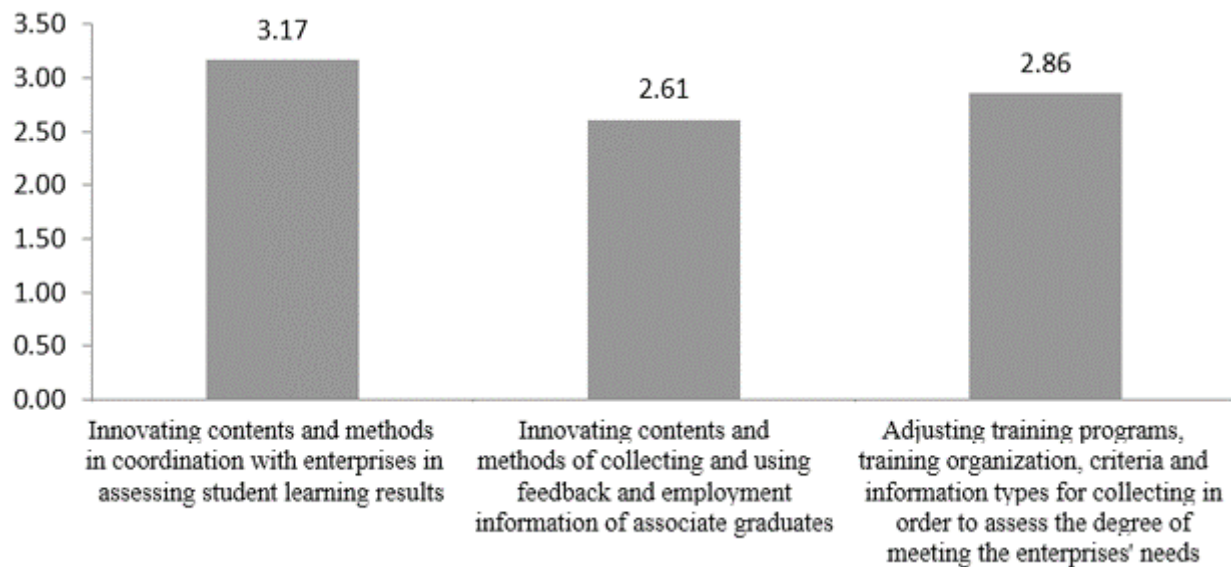 3.50
3.00
2.50
2.00
1.50
1.00
0.50
0.00
3.17
2.61
2.86
Innovating contents and methods
in coordination with enterprises in
assessing student learning results
Innovating contents and
methods of collecting and using
feedback and employment
information of associate graduates
Adjusting training programs,
training organization, criteria and
information types for collecting in
order to assess the degree of
meeting the enterprises' needs